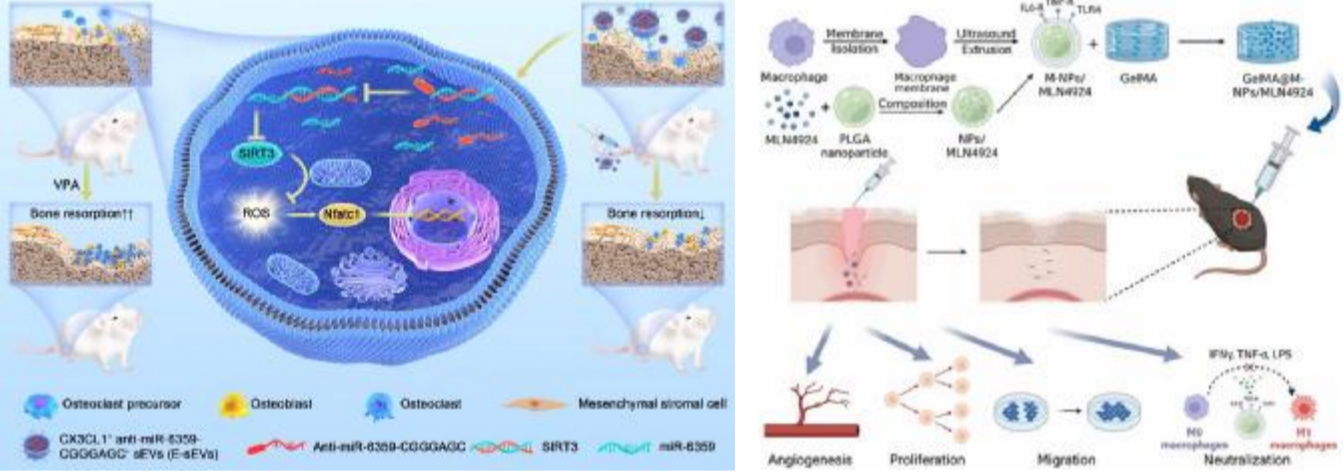 VPA
Bone resorption↑↑
SIRT3
ROS
Nfatc1
Bone resorption↓
Osteoclast precursor
Osteoblast
Osteoclast
Mesenchymal stromal cell
CX3CL1⁺ anti-miR-6359-
CGGGAGC⁺ sEVs (E-sEVs)
Anti-miR-6359-CGGGAGC
SIRT3
miR-6359
TLR4
Membrane
Isolation
Ultrasound
Extrusion
Macrophage
Macrophage
membrane
M-NPs/
MLN4924
GelMA
GelMA@M-
NPs/MLN4924
Composition
MLN4924
PLGA
nanoparticle
NPs/
MLN4924
IFNγ, TNF-α, LPS
M0
macrophages
M1
macrophages
Angiogenesis
Proliferation
Migration
Neutralization